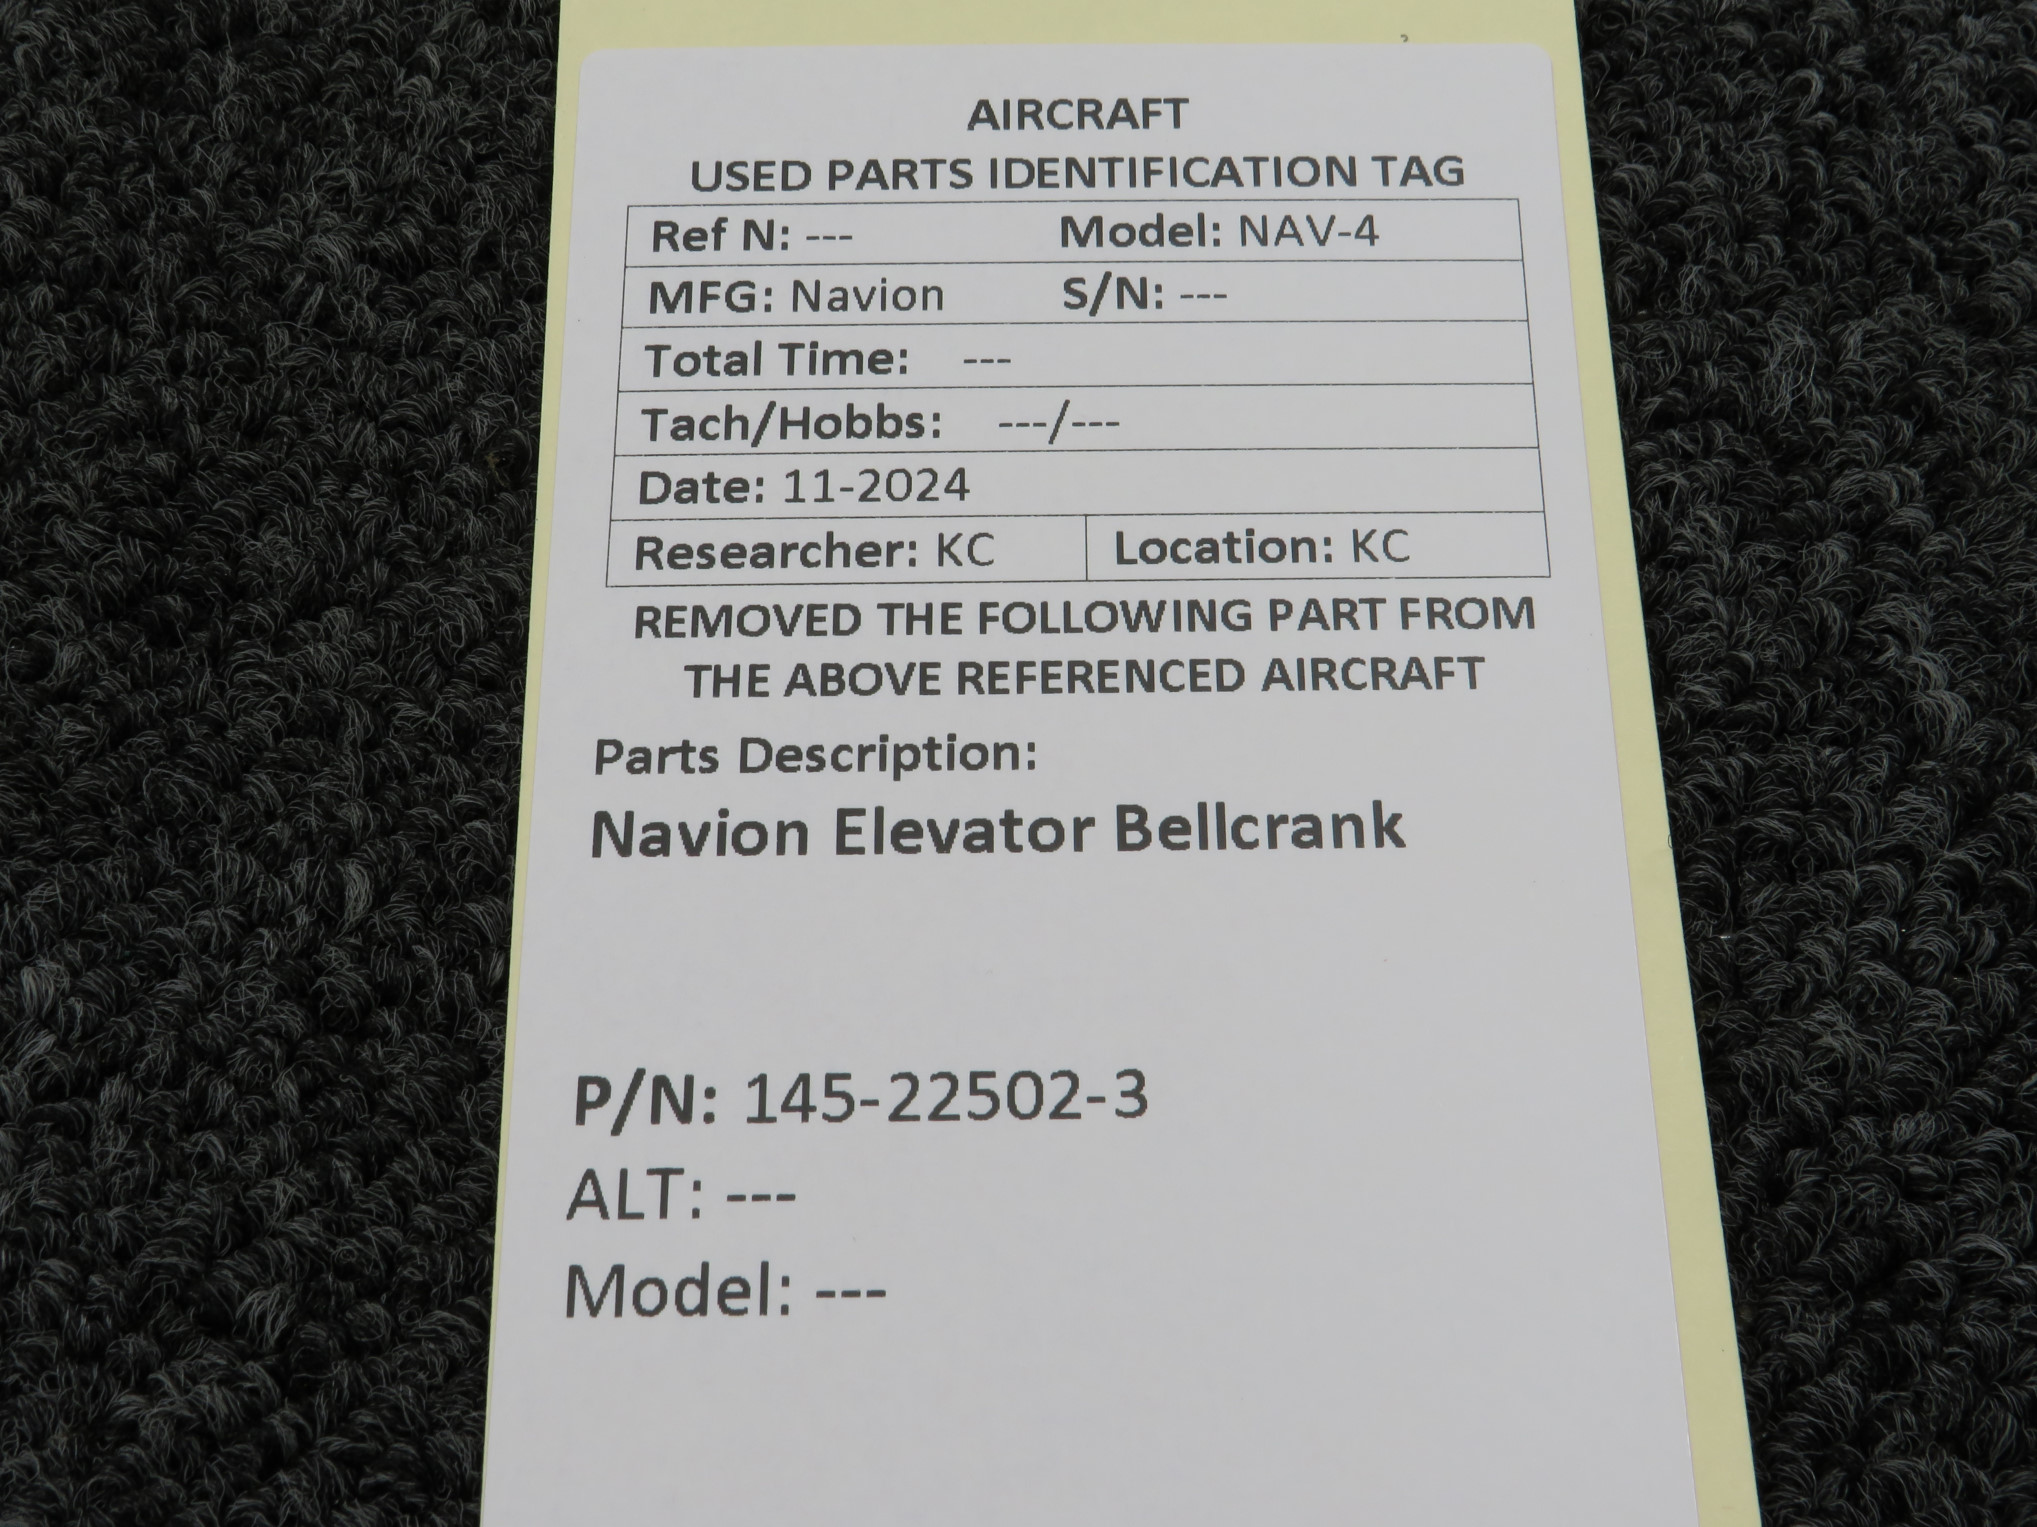 AIRCRAFT
USED PARTS IDENTIFICATION TAG
Ref N: --- Model: NAV-4
MFG: Navion S/N: ---
Total Time: ---
Tach/Hobbs: ---/---
Date: 11-2024
Researcher: KC Location: KC
REMOVED THE FOLLOWING PART FROM
THE ABOVE REFERENCED AIRCRAFT
Parts Description:
Navion Elevator Bellcrank
P/N: 145-22502-3
ALT: ---
Model: ---